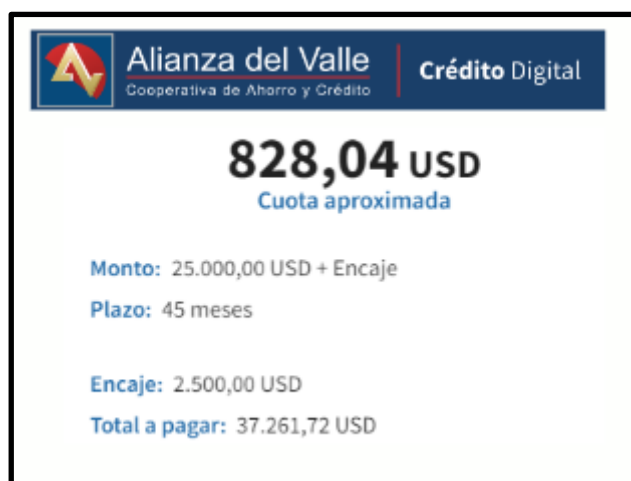 Alianza del Valle
Cooperativa de Ahorro y Crédito
Crédito Digital
828,04 USD
Cuota aproximada
Monto: 25.000,00 USD + Encaje
Plazo: 45 meses
Encaje: 2.500,00 USD
Total a pagar: 37.261,72 USD